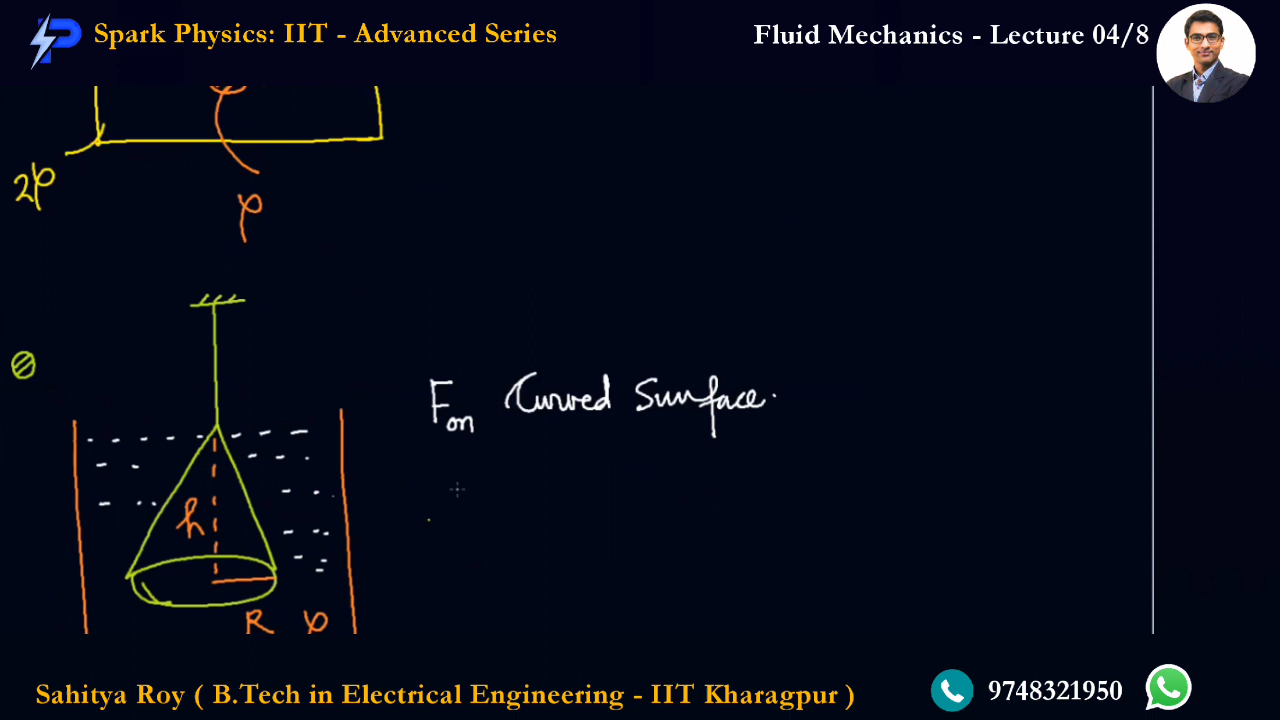 Spark Physics: IIT - Advanced Series
Fluid Mechanics - Lecture 04/8
2ρ
ρ
F on Curved Surface.
h
R ρ
Sahitya Roy ( B.Tech in Electrical Engineering - IIT Kharagpur )
9748321950